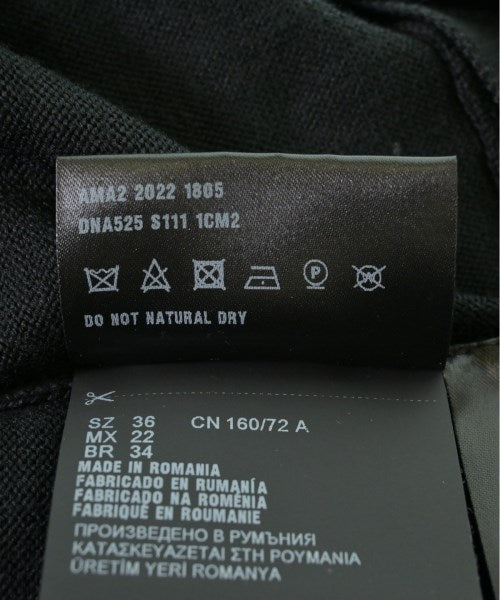 AMA2 2022 1805
DNA525 S111 1CM2
P
W
DO NOT NATURAL DRY
SZ 36 CN 160/72 A
MX 22
BR 34
MADE IN ROMANIA
FABRICADO EN RUMANÍA
FABRICADO NA ROMÉNIA
FABRIQUÉ EN ROUMANIE
ПРОИЗВЕДЕНО В РУМЪНИЯ
ΚΑΤΑΣΚΕΥΑΖΕΤΑΙ ΣΤΗ ΡΟΥΜΑΝΙΑ
ÜRETİM YERİ ROMANYA